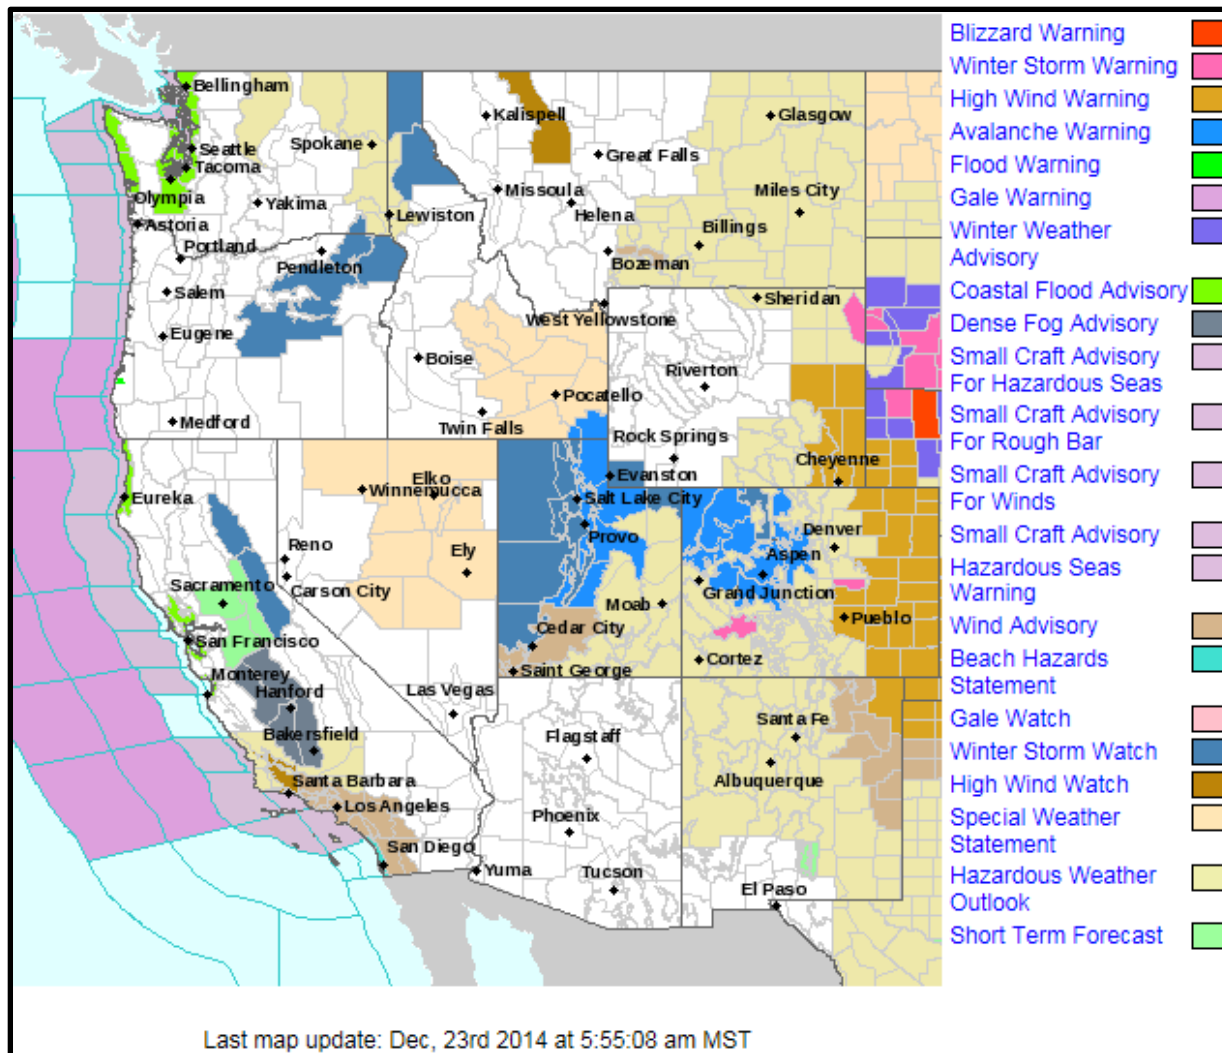 Blizzard Warning
Winter Storm Warning
High Wind Warning
Avalanche Warning
Flood Warning
Gale Warning
Winter Weather
Advisory
Coastal Flood Advisory
Dense Fog Advisory
Small Craft Advisory
For Hazardous Seas
Small Craft Advisory
For Rough Bar
Small Craft Advisory
For Winds
Small Craft Advisory
Hazardous Seas
Warning
Wind Advisory
Beach Hazards
Statement
Gale Watch
Winter Storm Watch
High Wind Watch
Special Weather
Statement
Hazardous Weather
Outlook
Short Term Forecast
Bellingham
Kalispell
Glasgow
Seattle
Spokane
Great Falls
Tacoma
Olympia
Yakima
Lewiston
Missoula
Helena
Miles City
Astoria
Portland
Pendleton
Billings
Bozeman
Salem
Sheridan
Eugene
West Yellowstone
Boise
Riverton
Pocatello
Medford
Twin Falls
Rock Springs
Cheyenne
Evanston
Eureka
Winnemucca
Elko
Salt Lake City
Provo
Denver
Reno
Ely
Aspen
Sacramento
Carson City
Grand Junction
Moab
Pueblo
San Francisco
Cedar City
Saint George
Cortez
Monterey
Hanford
Las Vegas
Bakersfield
Flagstaff
Santa Fe
Albuquerque
Santa Barbara
Los Angeles
Phoenix
San Diego
Yuma
Tucson
El Paso
Last map update: Dec, 23rd 2014 at 5:55:08 am MST